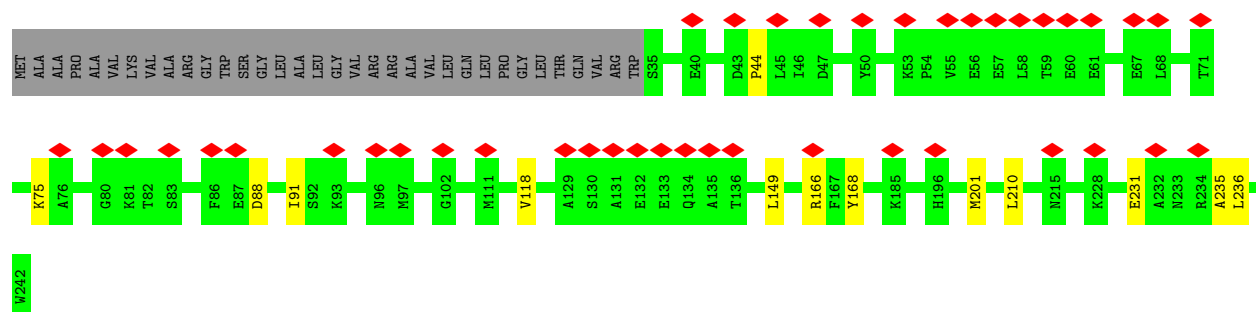 MET ALA ALA PRO ALA VAL LYS VAL ALA ARG GLY TRP SER GLY LEU ALA LEU GLY VAL ARG ARG ALA VAL LEU GLN LEU PRO GLY LEU THR GLN VAL ARG TRP S35 E40 D43 P44 L45 I46 D47 Y50 K53 P54 V55 E56 E57 L58 T59 E60 E61 E67 L68 T71
K75 A76 G80 K81 T82 S83 F86 E87 D88 I91 S92 K93 N96 M97 G102 M111 V118 A129 S130 A131 E132 E133 Q134 A135 T136 L149 R166 F167 Y168 K185 H196 M201 L210 N215 K228 E231 A232 N233 R234 A235 L236
W242